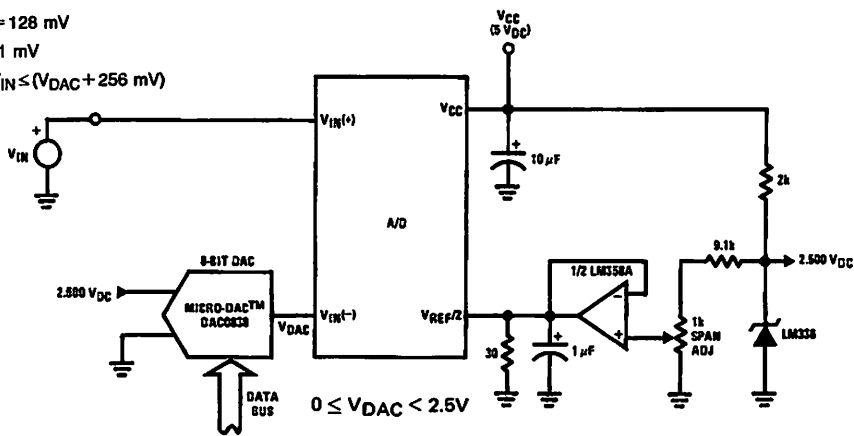 = 128 mV
1 mV
VIN ≤ (VDAC + 256 mV)
VCC
(5 VDC)
VIN(+)
VCC
+
VIN
+
10 µF
2k
A/D
8-BIT DAC
9.1k
2.500 VDC
1/2 LM358A
2.500 VDC
MICRO-DAC™
VDAC
VIN(–)
VREF/2
–
+
+
30
1 µF
1k
SPAN
ADJ
LM336
DATA
BUS
0 ≤ VDAC < 2.5V